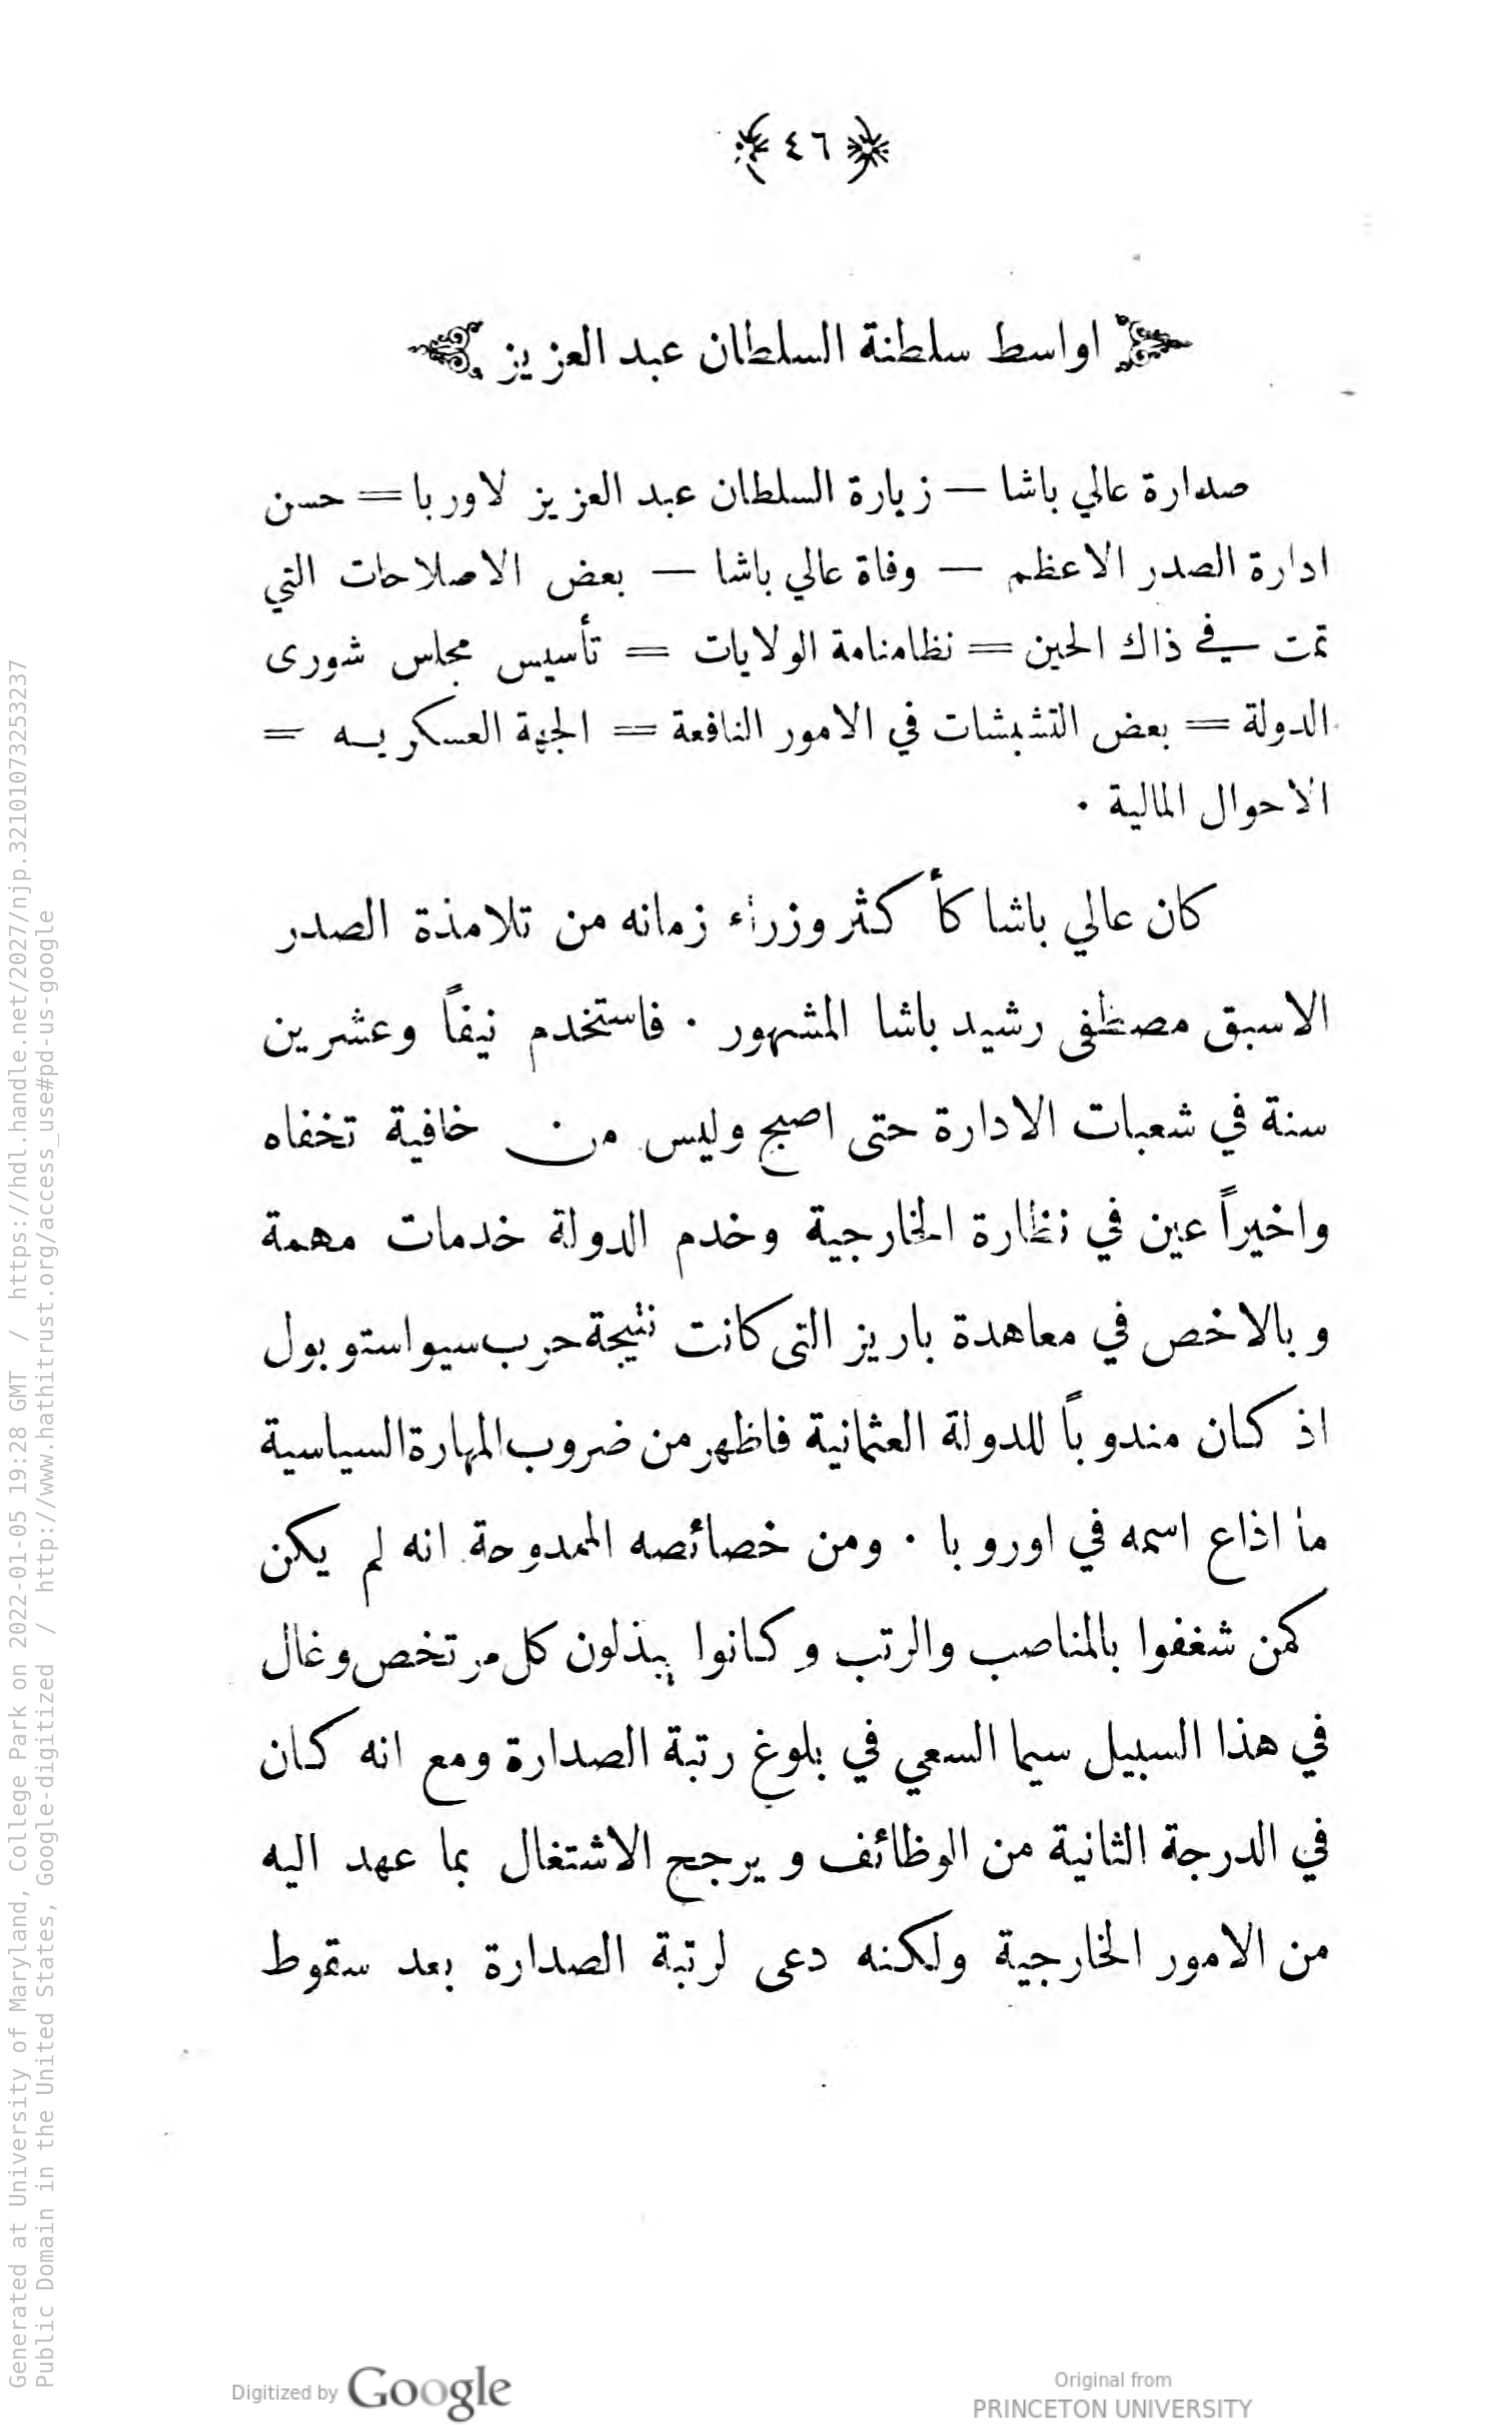 ٤٦
اواسط سلطنة السلطان عبد العزيز
صدارة عالي باشا — زيارة السلطان عبد العزيز لاوربا = حسن
ادارة الصدر الاعظم — وفاة عالي باشا — بعض الاصلاحات التي
تمت في ذاك الحين = نظامنامة الولايات = تأسيس مجلس شورى
الدولة = بعض التشبشات في الامور النافعة = الجهة العسكريه =
الاحوال المالية ٠
كان عالي باشا كأكثر وزراء زمانه من تلامذة الصدر
الاسبق مصطفى رشيد باشا المشهور ٠ فاستخدم نيفاً وعشرين
سنة في شعبات الادارة حتى اصبح وليس من خافية تخفاه
واخيراً عين في نظارة الخارجية وخدم الدولة خدمات مهمة
وبالاخص في معاهدة باريز التى كانت نتيجة حرب سيواستوبول
اذ كان مندوباً للدولة العثمانية فاظهر من ضروب المهارة السياسية
ما اذاع اسمه في اوروبا ٠ ومن خصائصه الممدوحة انه لم يكن
كمن شغفوا بالمناصب والرتب وكانوا يبذلون كل مرتخص وغال
في هذا السبيل سيما السعي في بلوغ رتبة الصدارة ومع انه كان
في الدرجة الثانية من الوظائف ويرجح الاشتغال بما عهد اليه
من الامور الخارجية ولكنه دعى لرتبة الصدارة بعد سقوط
Generated at University of Maryland, College Park on 2022-01-05 19:28 GMT / https://hdl.handle.net/2027/njp.32101073253237
Public Domain in the United States, Google-digitized / http://www.hathitrust.org/access_use#pd-us-google
Digitized by Google
Original from
PRINCETON UNIVERSITY